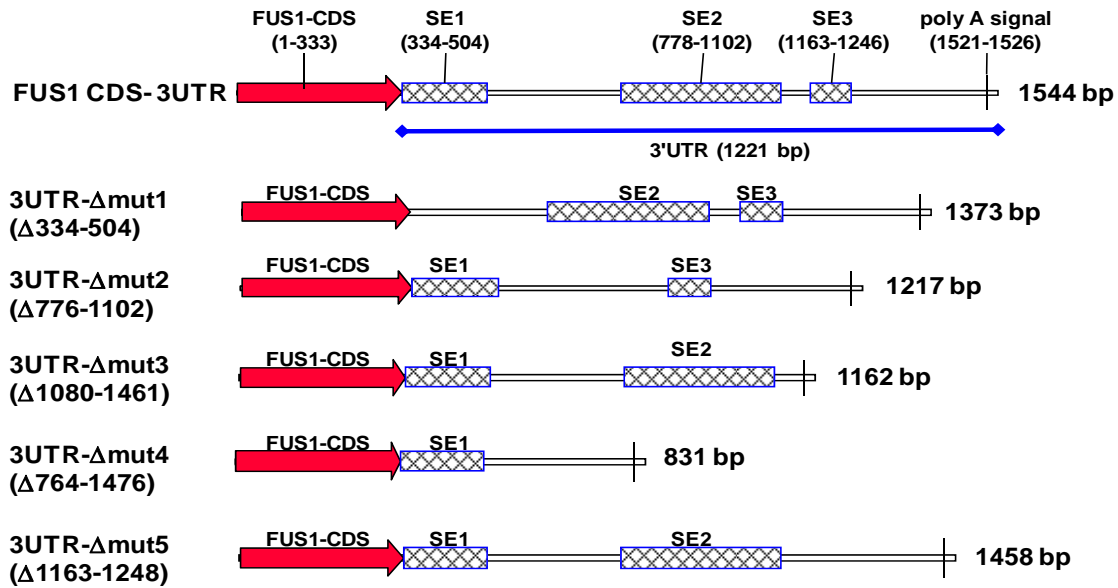 FUS1-CDS SE1 SE2 SE3 poly A signal
(1-333) (334-504) (778-1102) (1163-1246) (1521-1526)
FUS1 CDS-3UTR 1544 bp
3'UTR (1221 bp)
3UTR-Δmut1 FUS1-CDS SE2 SE3
(Δ334-504) 1373 bp
3UTR-Δmut2 FUS1-CDS SE1 SE3
(Δ776-1102) 1217 bp
3UTR-Δmut3 FUS1-CDS SE1 SE2
(Δ1080-1461) 1162 bp
3UTR-Δmut4 FUS1-CDS SE1
(Δ764-1476) 831 bp
3UTR-Δmut5 FUS1-CDS SE1 SE2
(Δ1163-1248) 1458 bp